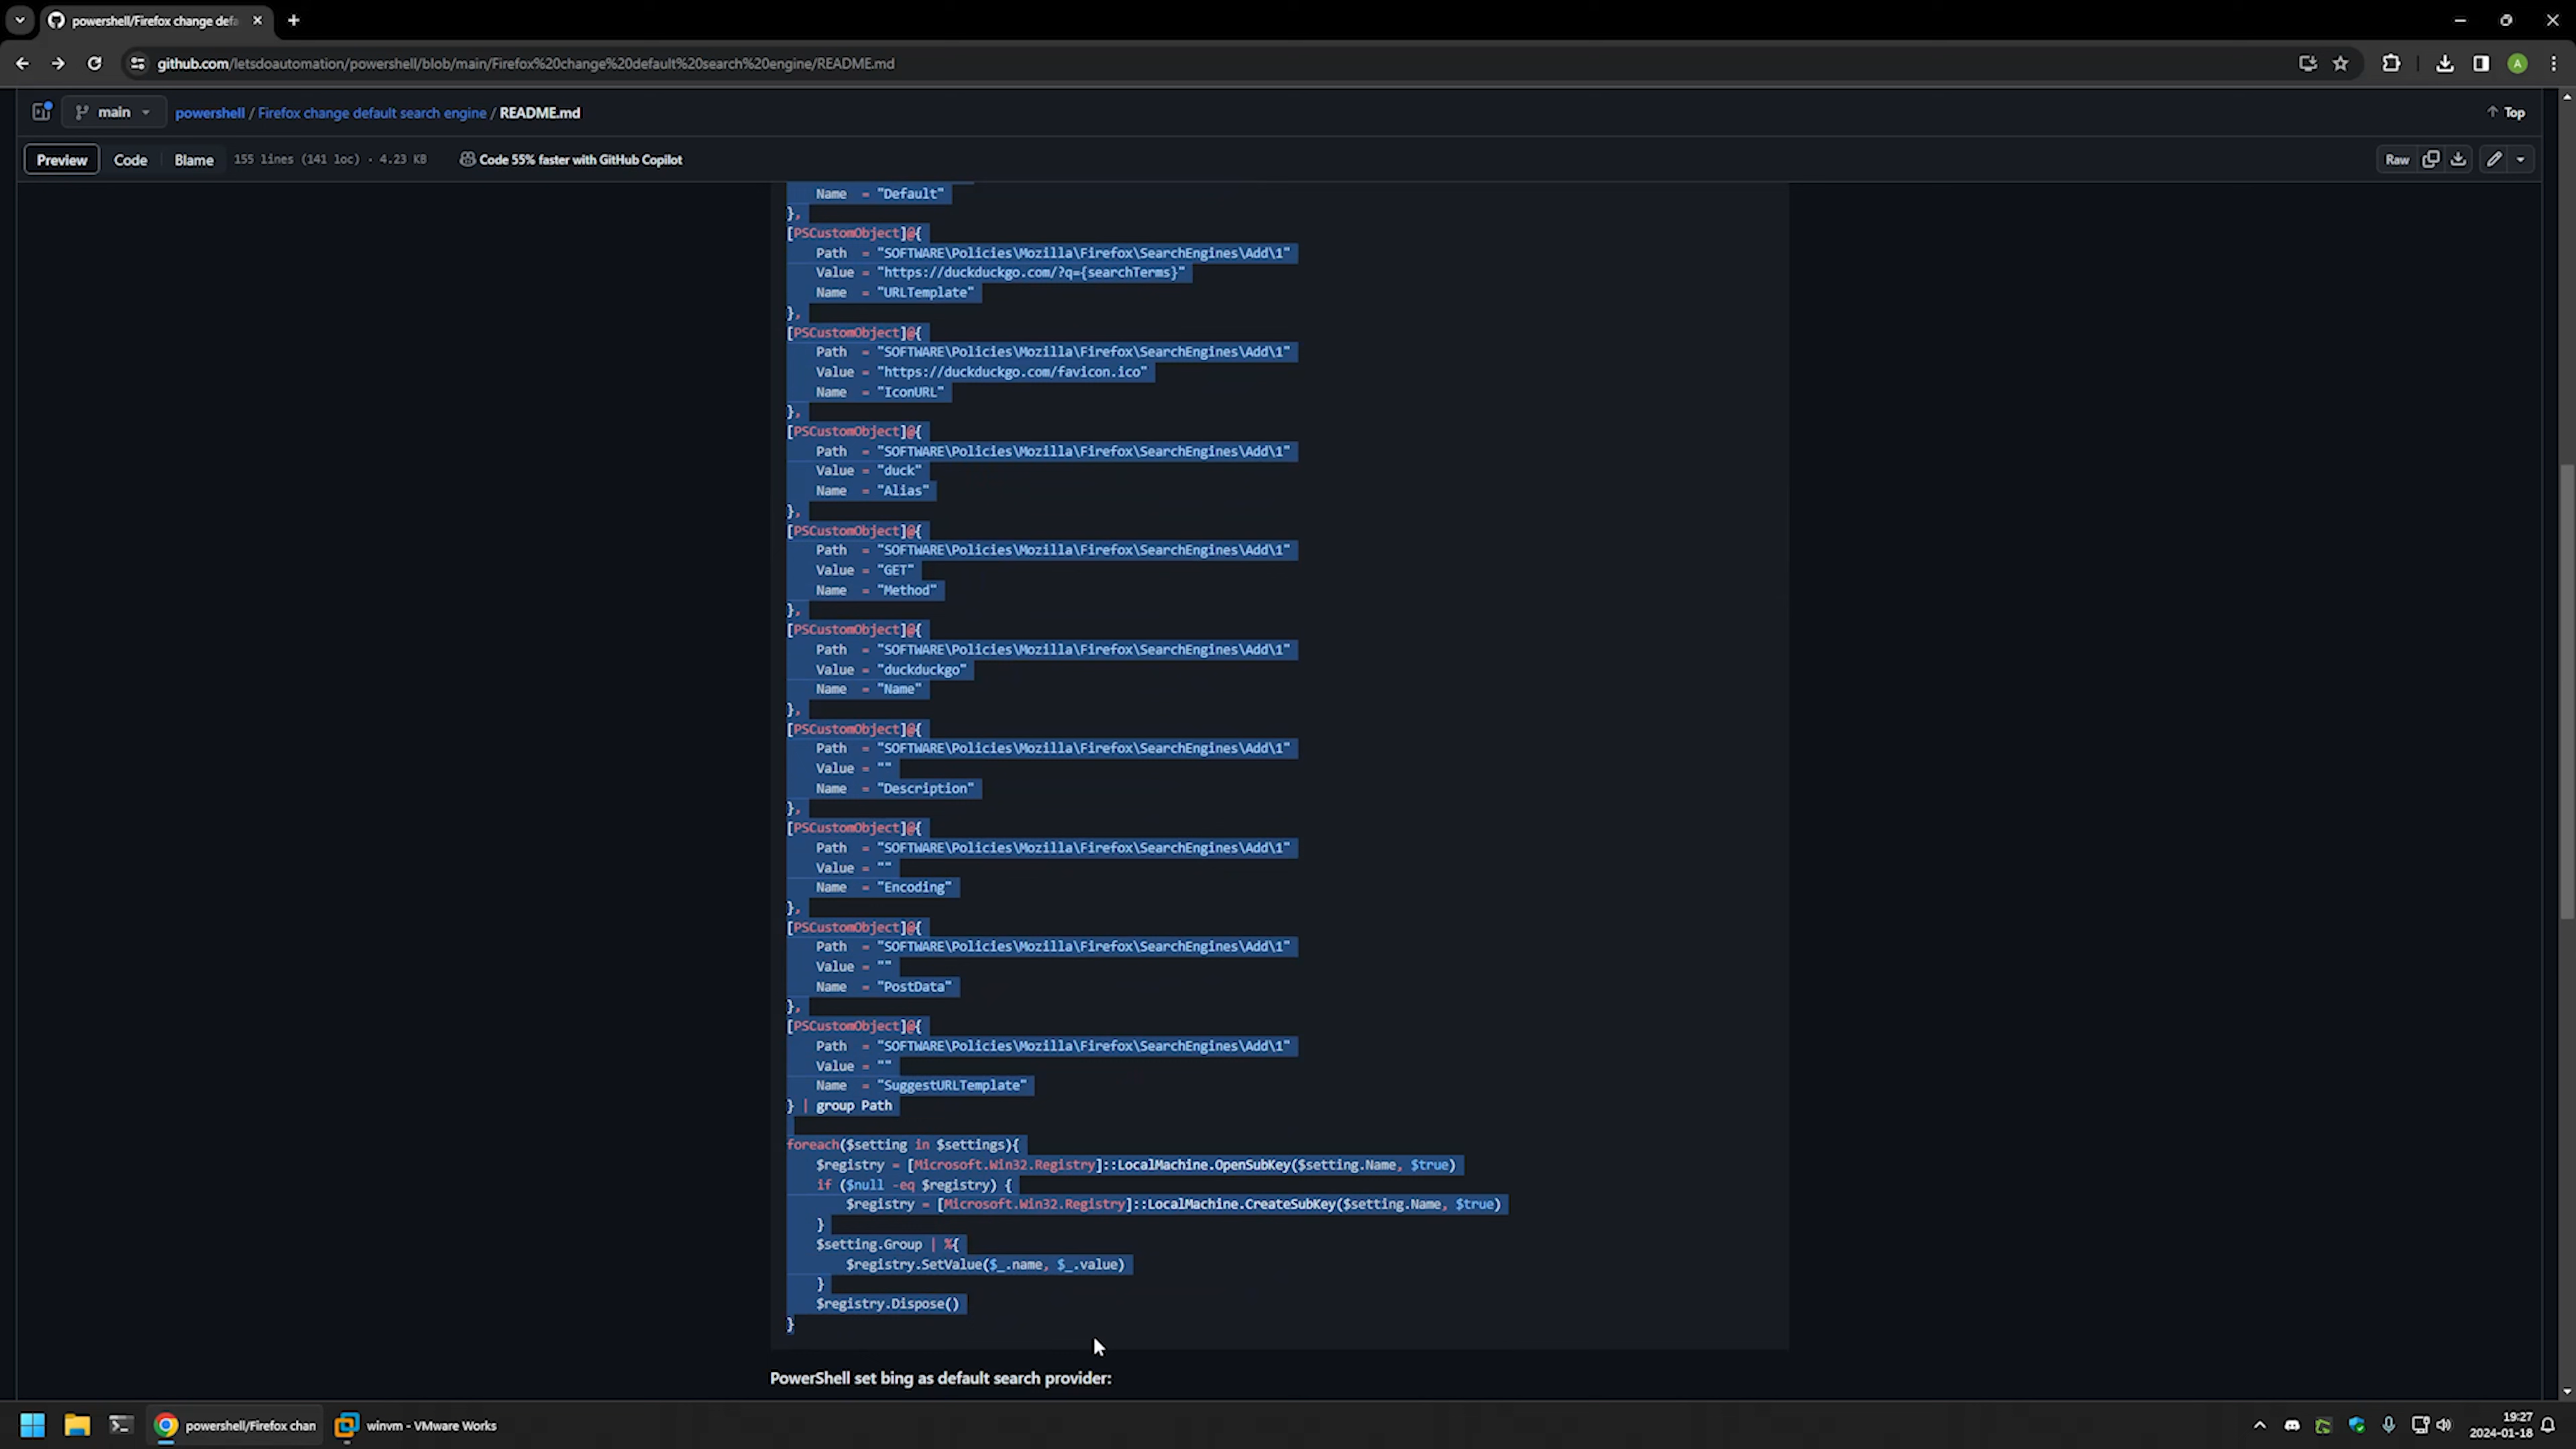 powershell/Firefox change defa
github.com/letsdoautomation/powershell/blob/main/Firefox%20change%20default%20search%20engine/README.md
A
main
powershell / Firefox change default search engine / README.md
Top
Preview
Code
Blame
155 lines (141 loc) · 4.23 KB
Code 55% faster with GitHub Copilot
Raw
Name = "Default"
},
[PSCustomObject]@{
Path = "SOFTWARE\Policies\Mozilla\Firefox\SearchEngines\Add\1"
Value = "https://duckduckgo.com/?q={searchTerms}"
Name = "URLTemplate"
},
[PSCustomObject]@{
Path = "SOFTWARE\Policies\Mozilla\Firefox\SearchEngines\Add\1"
Value = "https://duckduckgo.com/favicon.ico"
Name = "IconURL"
},
[PSCustomObject]@{
Path = "SOFTWARE\Policies\Mozilla\Firefox\SearchEngines\Add\1"
Value = "duck"
Name = "Alias"
},
[PSCustomObject]@{
Path = "SOFTWARE\Policies\Mozilla\Firefox\SearchEngines\Add\1"
Value = "GET"
Name = "Method"
},
[PSCustomObject]@{
Path = "SOFTWARE\Policies\Mozilla\Firefox\SearchEngines\Add\1"
Value = "duckduckgo"
Name = "Name"
},
[PSCustomObject]@{
Path = "SOFTWARE\Policies\Mozilla\Firefox\SearchEngines\Add\1"
Value = ""
Name = "Description"
},
[PSCustomObject]@{
Path = "SOFTWARE\Policies\Mozilla\Firefox\SearchEngines\Add\1"
Value = ""
Name = "Encoding"
},
[PSCustomObject]@{
Path = "SOFTWARE\Policies\Mozilla\Firefox\SearchEngines\Add\1"
Value = ""
Name = "PostData"
},
[PSCustomObject]@{
Path = "SOFTWARE\Policies\Mozilla\Firefox\SearchEngines\Add\1"
Value = ""
Name = "SuggestURLTemplate"
} | group Path
foreach($setting in $settings){
$registry = [Microsoft.Win32.Registry]::LocalMachine.OpenSubKey($setting.Name, $true)
if ($null -eq $registry) {
$registry = [Microsoft.Win32.Registry]::LocalMachine.CreateSubKey($setting.Name, $true)
}
$setting.Group | %{
$registry.SetValue($_.name, $_.value)
}
$registry.Dispose()
}
PowerShell set bing as default search provider:
powershell/Firefox chan
winvm - VMware Works
19:27
2024-01-18